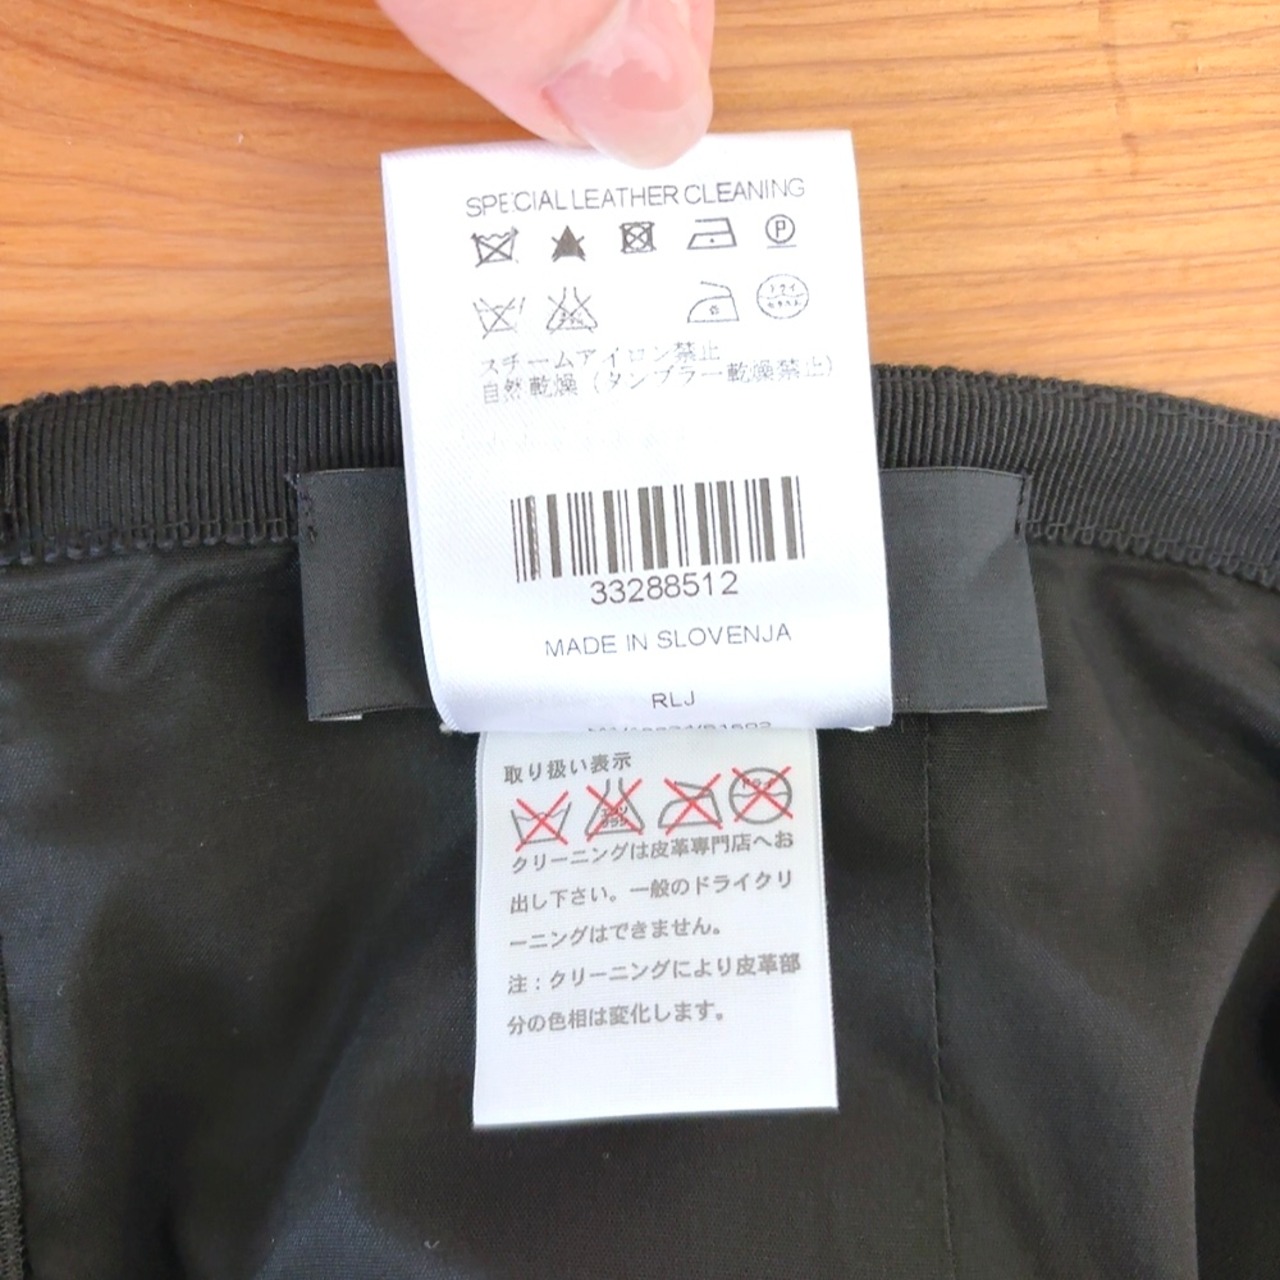 SPECIAL LEATHER CLEANING
P
ドライ
スチームアイロン禁止
自然乾燥（タンブラー乾燥禁止）
33288512
MADE IN SLOVENJA
RLJ
取り扱い表示
クリーニングは皮革専門店へお
出し下さい。一般のドライクリ
ーニングはできません。
注：クリーニングにより皮革部
分の色相は変化します。